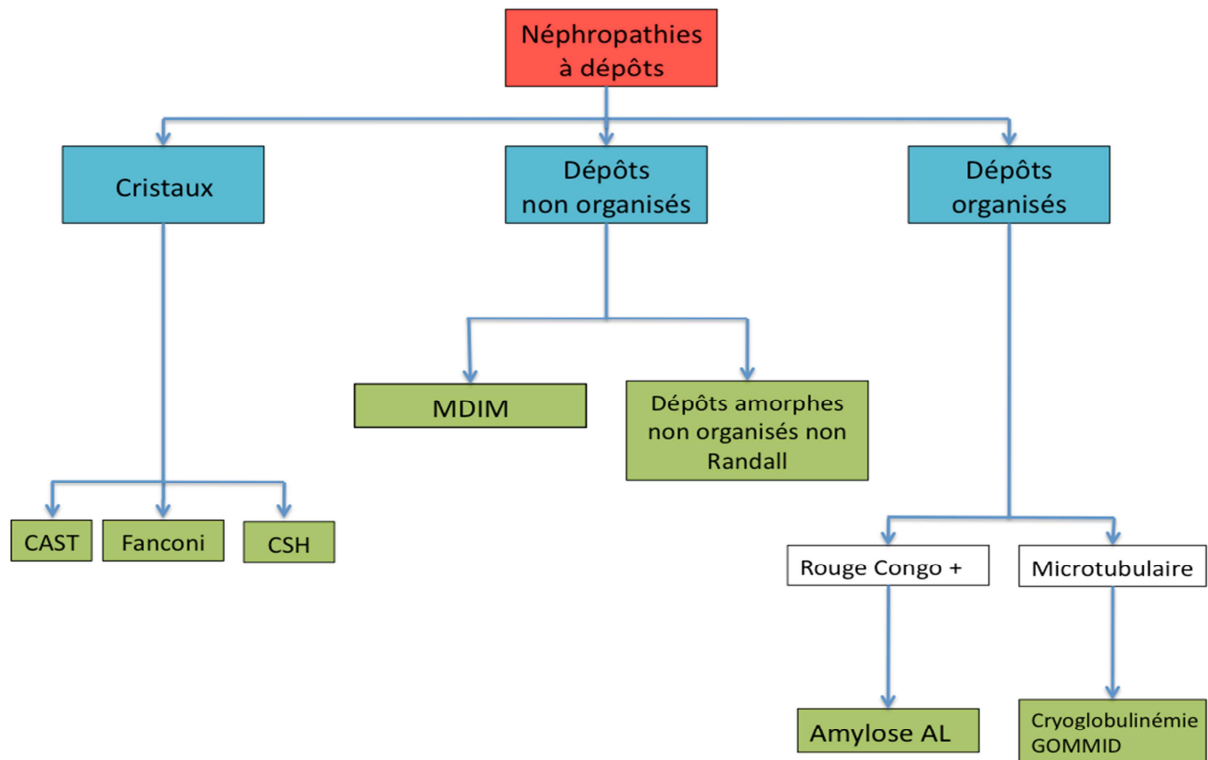 Néphropathies
à dépôts
Cristaux
Dépôts
non organisés
Dépôts
organisés
MDIM
Dépôts amorphes
non organisés non
Randall
CAST
Fanconi
CSH
Rouge Congo +
Microtubulaire
Amylose AL
Cryoglobulinémie
GOMMID